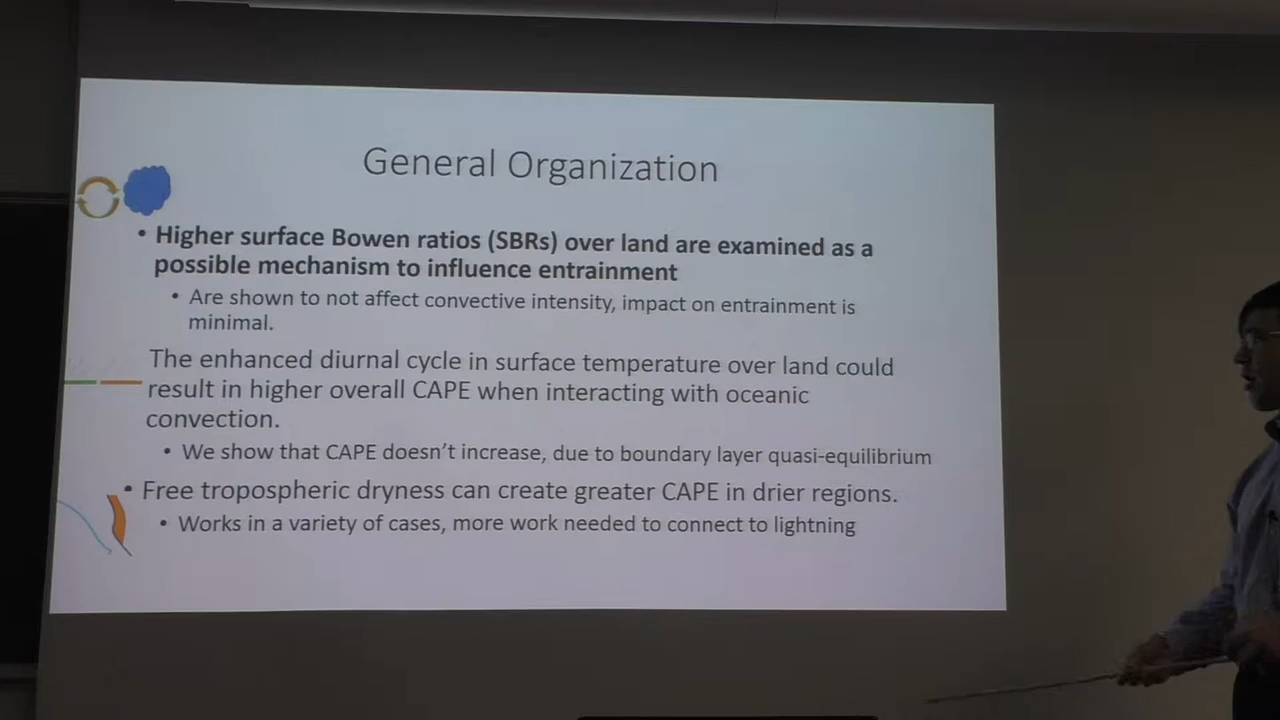 General Organization
• Higher surface Bowen ratios (SBRs) over land are examined as a
possible mechanism to influence entrainment
• Are shown to not affect convective intensity, impact on entrainment is
minimal.
The enhanced diurnal cycle in surface temperature over land could
result in higher overall CAPE when interacting with oceanic
convection.
• We show that CAPE doesn't increase, due to boundary layer quasi-equilibrium
• Free tropospheric dryness can create greater CAPE in drier regions.
• Works in a variety of cases, more work needed to connect to lightning